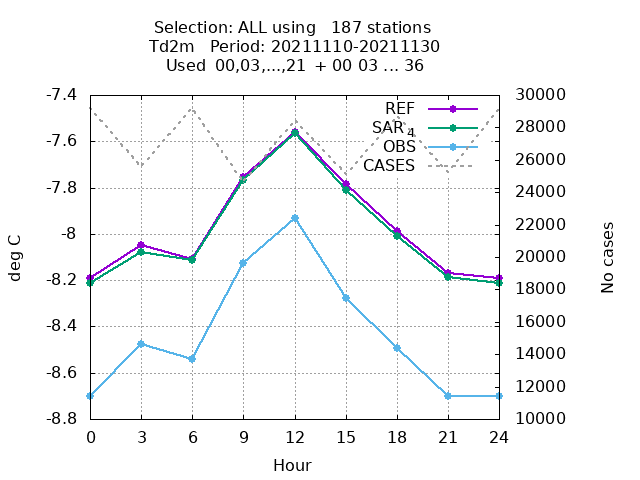 Selection: ALL using   187 stations
Td2m   Period: 20211110-20211130
Used  00,03,...,21  + 00 03 ... 36
-7.4
-7.6
-7.8
-8
-8.2
-8.4
-8.6
-8.8
deg C
REF
SAR 4
OBS
CASES
30000
28000
26000
24000
22000
20000
18000
16000
14000
12000
10000
No cases
0 3 6 9 12 15 18 21 24
Hour